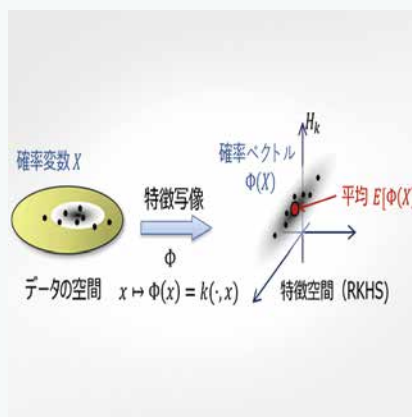 確率変数 X
データの空間
特徴写像
Φ
x ↦ Φ(x) = k(·, x)
H_k
確率ベクトル
Φ(X)
平均 E[Φ(X
特徴空間（RKHS）